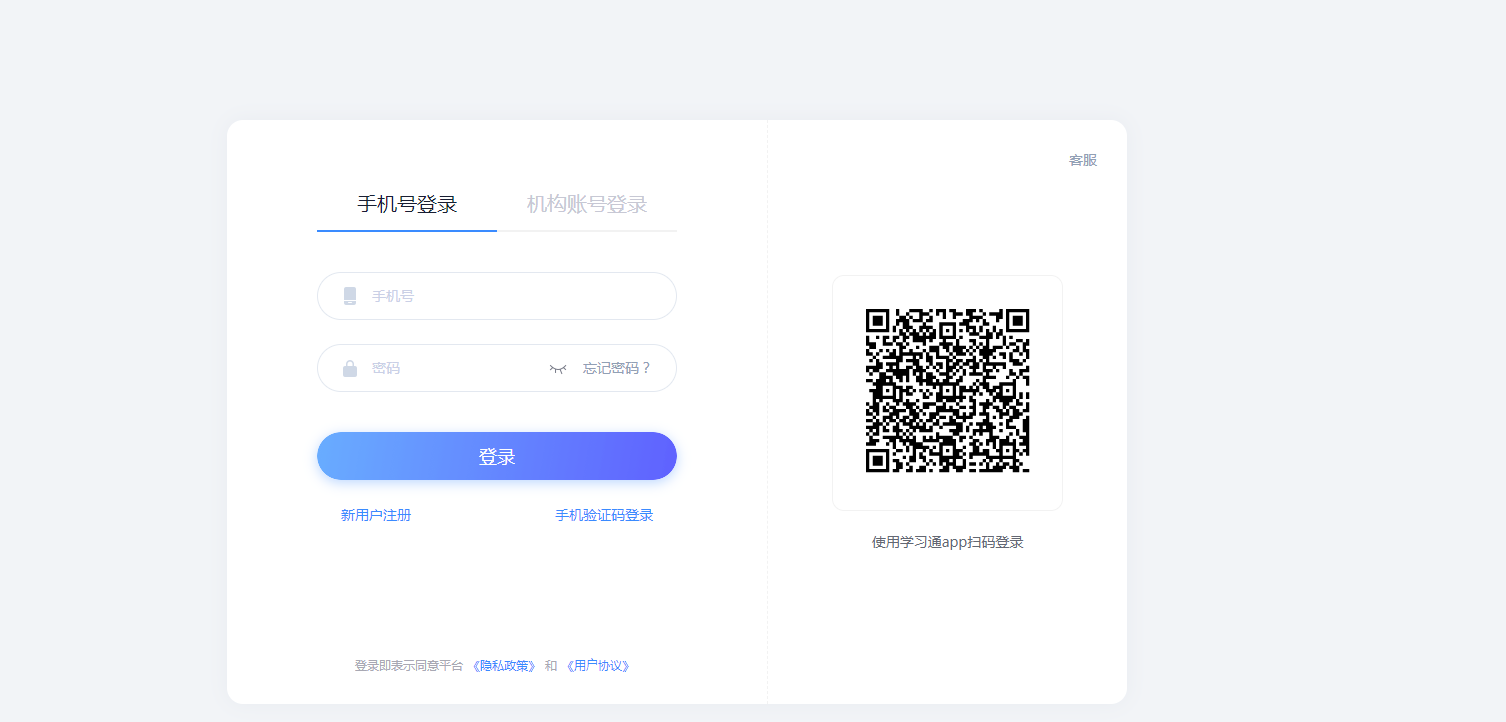 客服
手机号登录 机构账号登录
手机号
密码 忘记密码？
登录
新用户注册 手机验证码登录
使用学习通app扫码登录
登录即表示同意平台《隐私政策》和《用户协议》